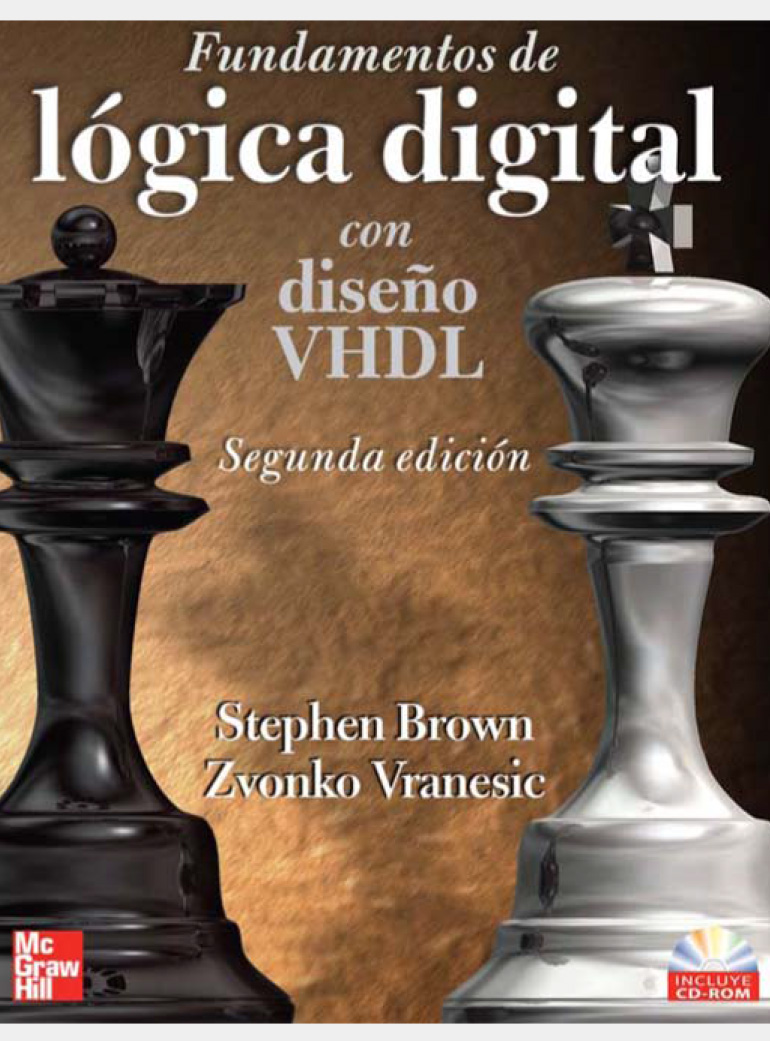 Fundamentos de
lógica digital
con
diseño
VHDL
Segunda edición
Stephen Brown
Zvonko Vranesic
Mc
Graw
Hill
INCLUYE
CD-ROM